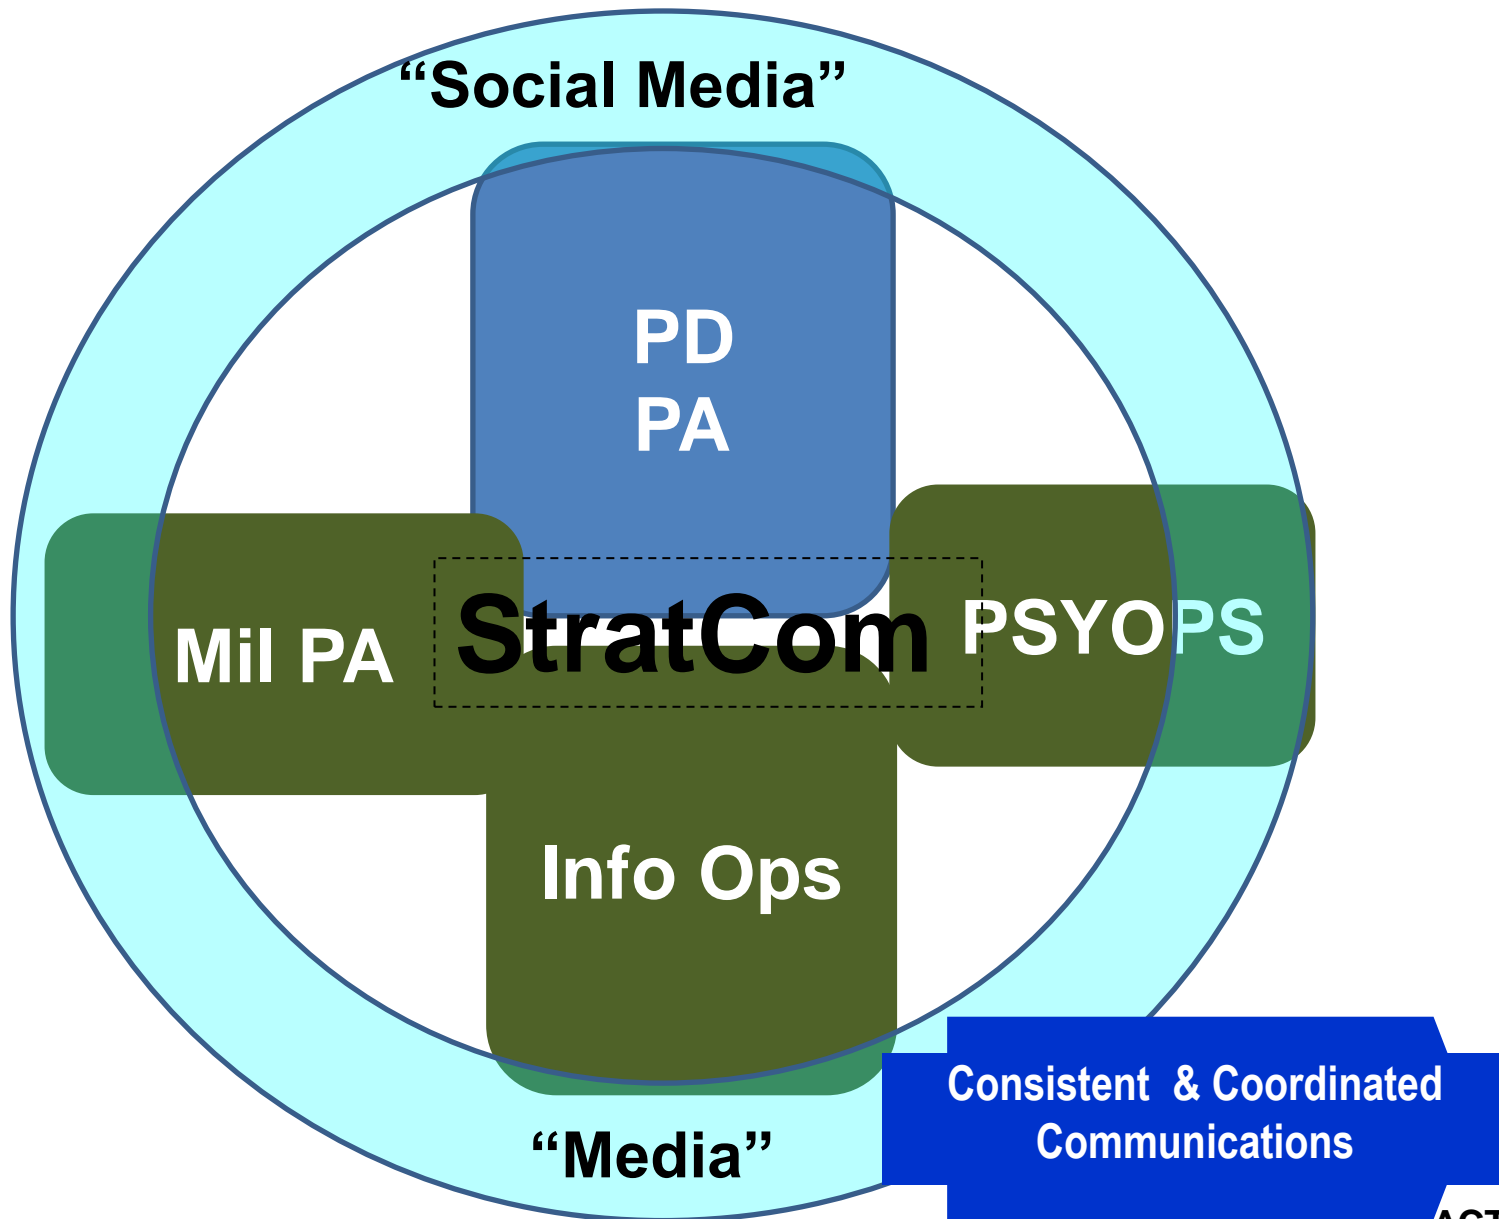 “Social Media”
PD
PA
StratCom
PSYOPS
Mil PA
Info Ops
Consistent & Coordinated
Communications
“Media”